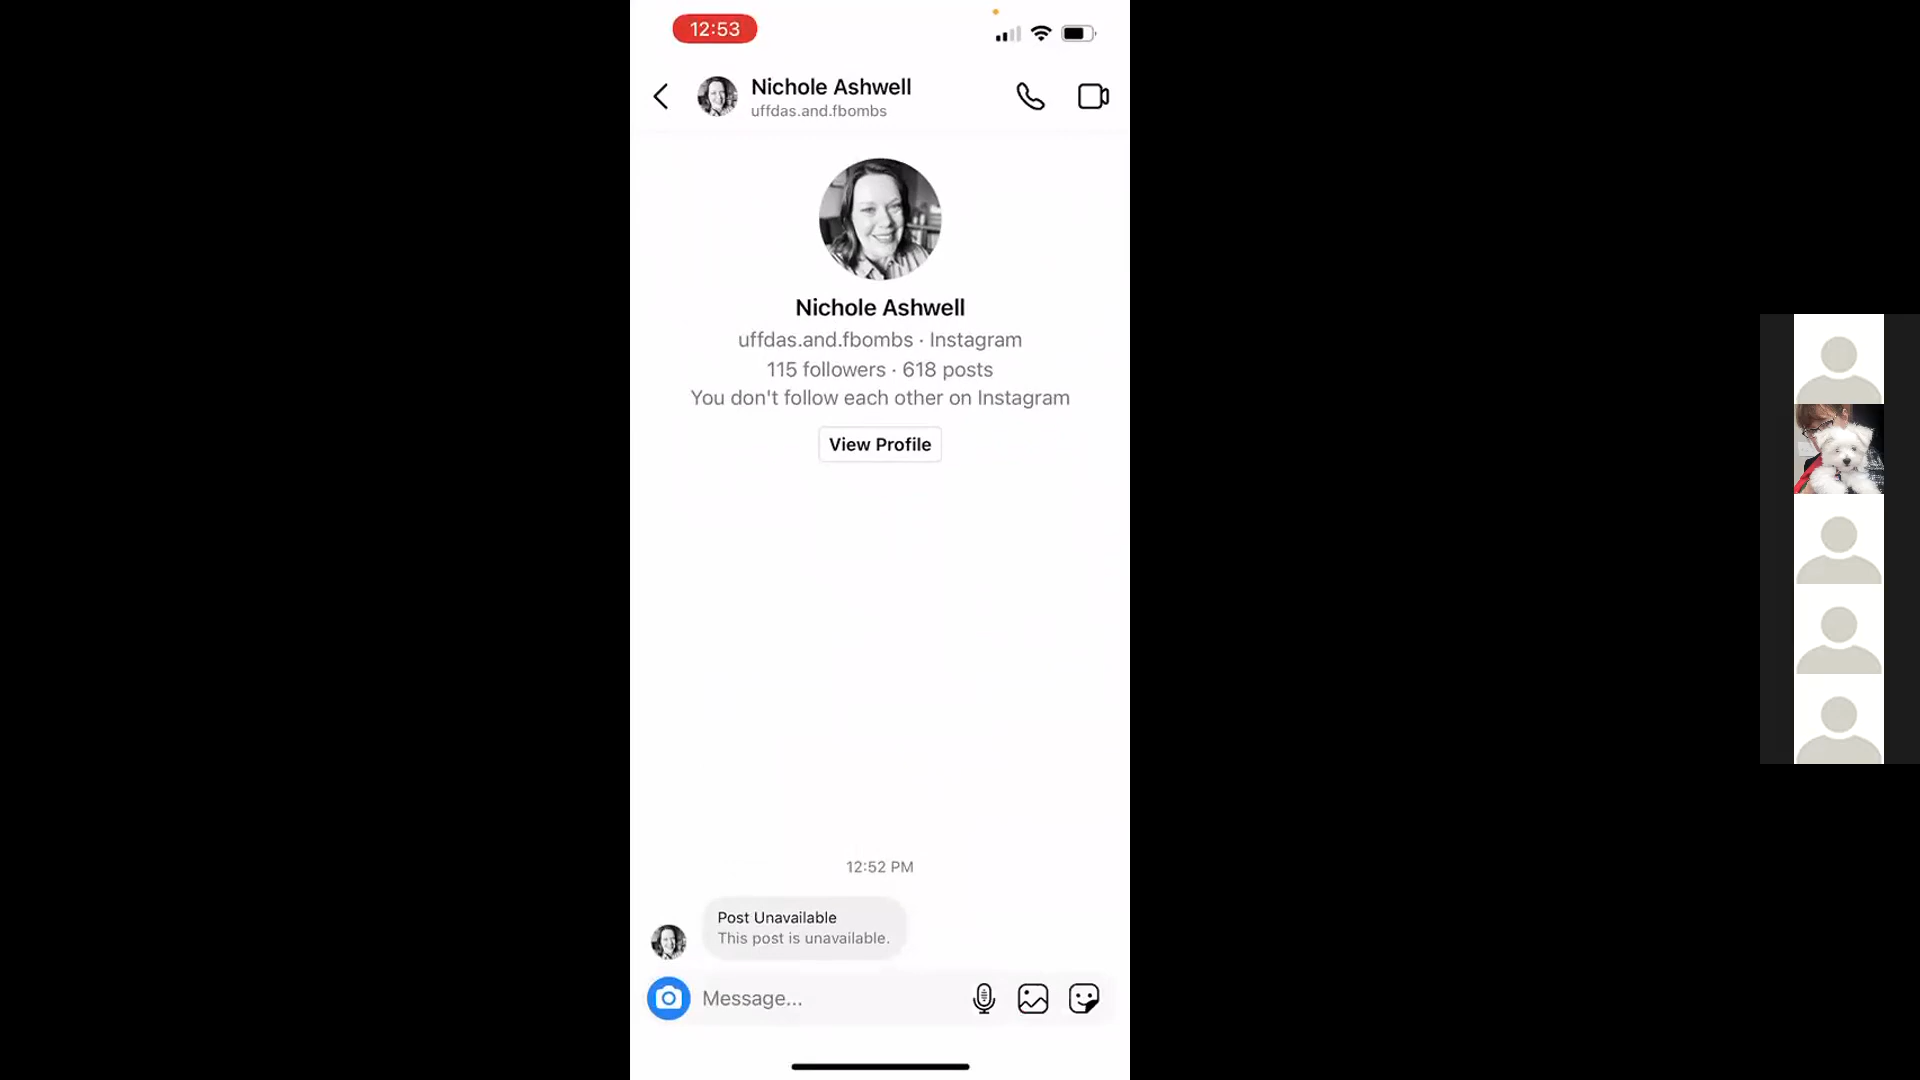 12:53
Nichole Ashwell
uffdas.and.fbombs
Nichole Ashwell
uffdas.and.fbombs · Instagram
115 followers · 618 posts
You don't follow each other on Instagram
View Profile
12:52 PM
Post Unavailable
This post is unavailable.
Message...